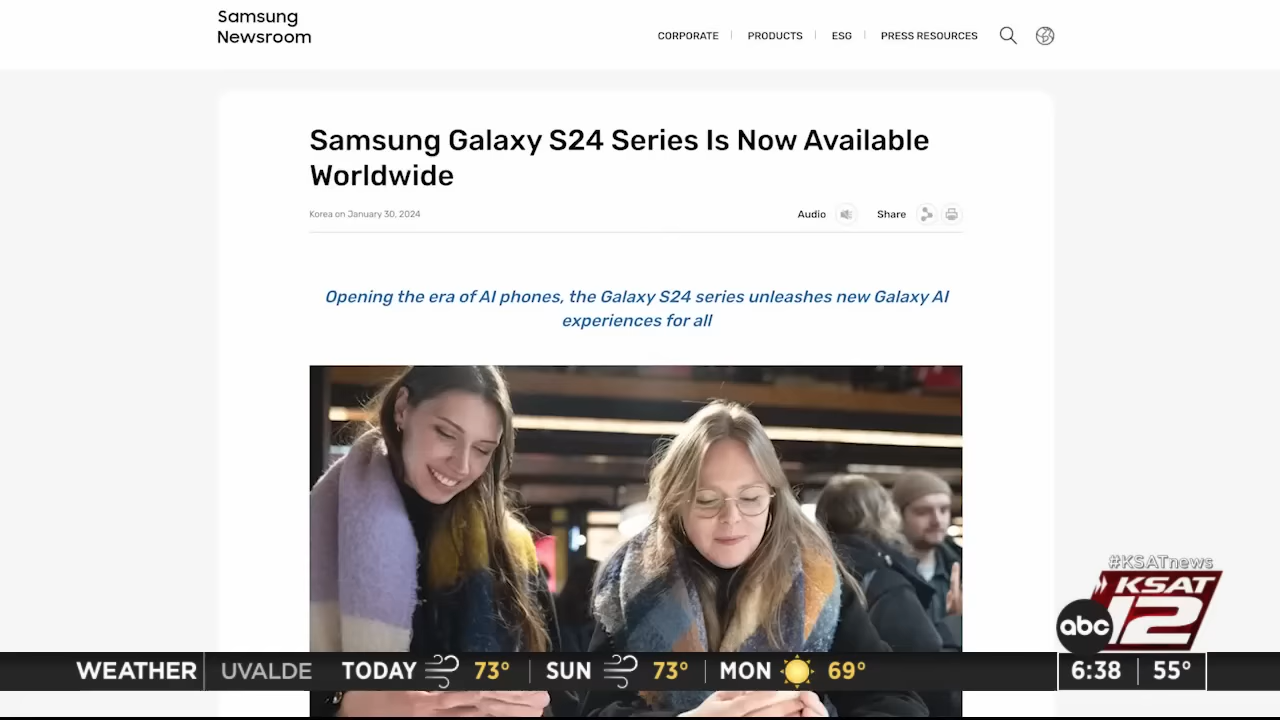 Samsung
Newsroom
CORPORATE
PRODUCTS
ESG
PRESS RESOURCES
Samsung Galaxy S24 Series Is Now Available
Worldwide
Korea on January 30, 2024
Audio
Share
Opening the era of AI phones, the Galaxy S24 series unleashes new Galaxy AI
experiences for all
#KSATnews
KSAT
abc 12
WEATHER UVALDE TODAY 73° SUN 73° MON 69° 6:38 55°